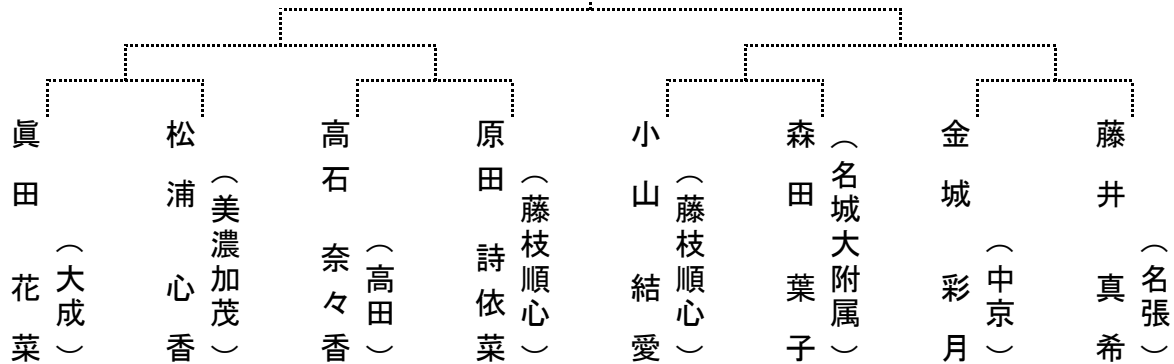 眞田 花菜
（大成）
松浦 心香
（美濃加茂）
高石 奈々香
（高田）
原田 詩依菜
（藤枝順心）
小山 結愛
（藤枝順心）
森田 葉子
（名城大附属）
金城 彩月
（中京）
藤井 真希
（名張）